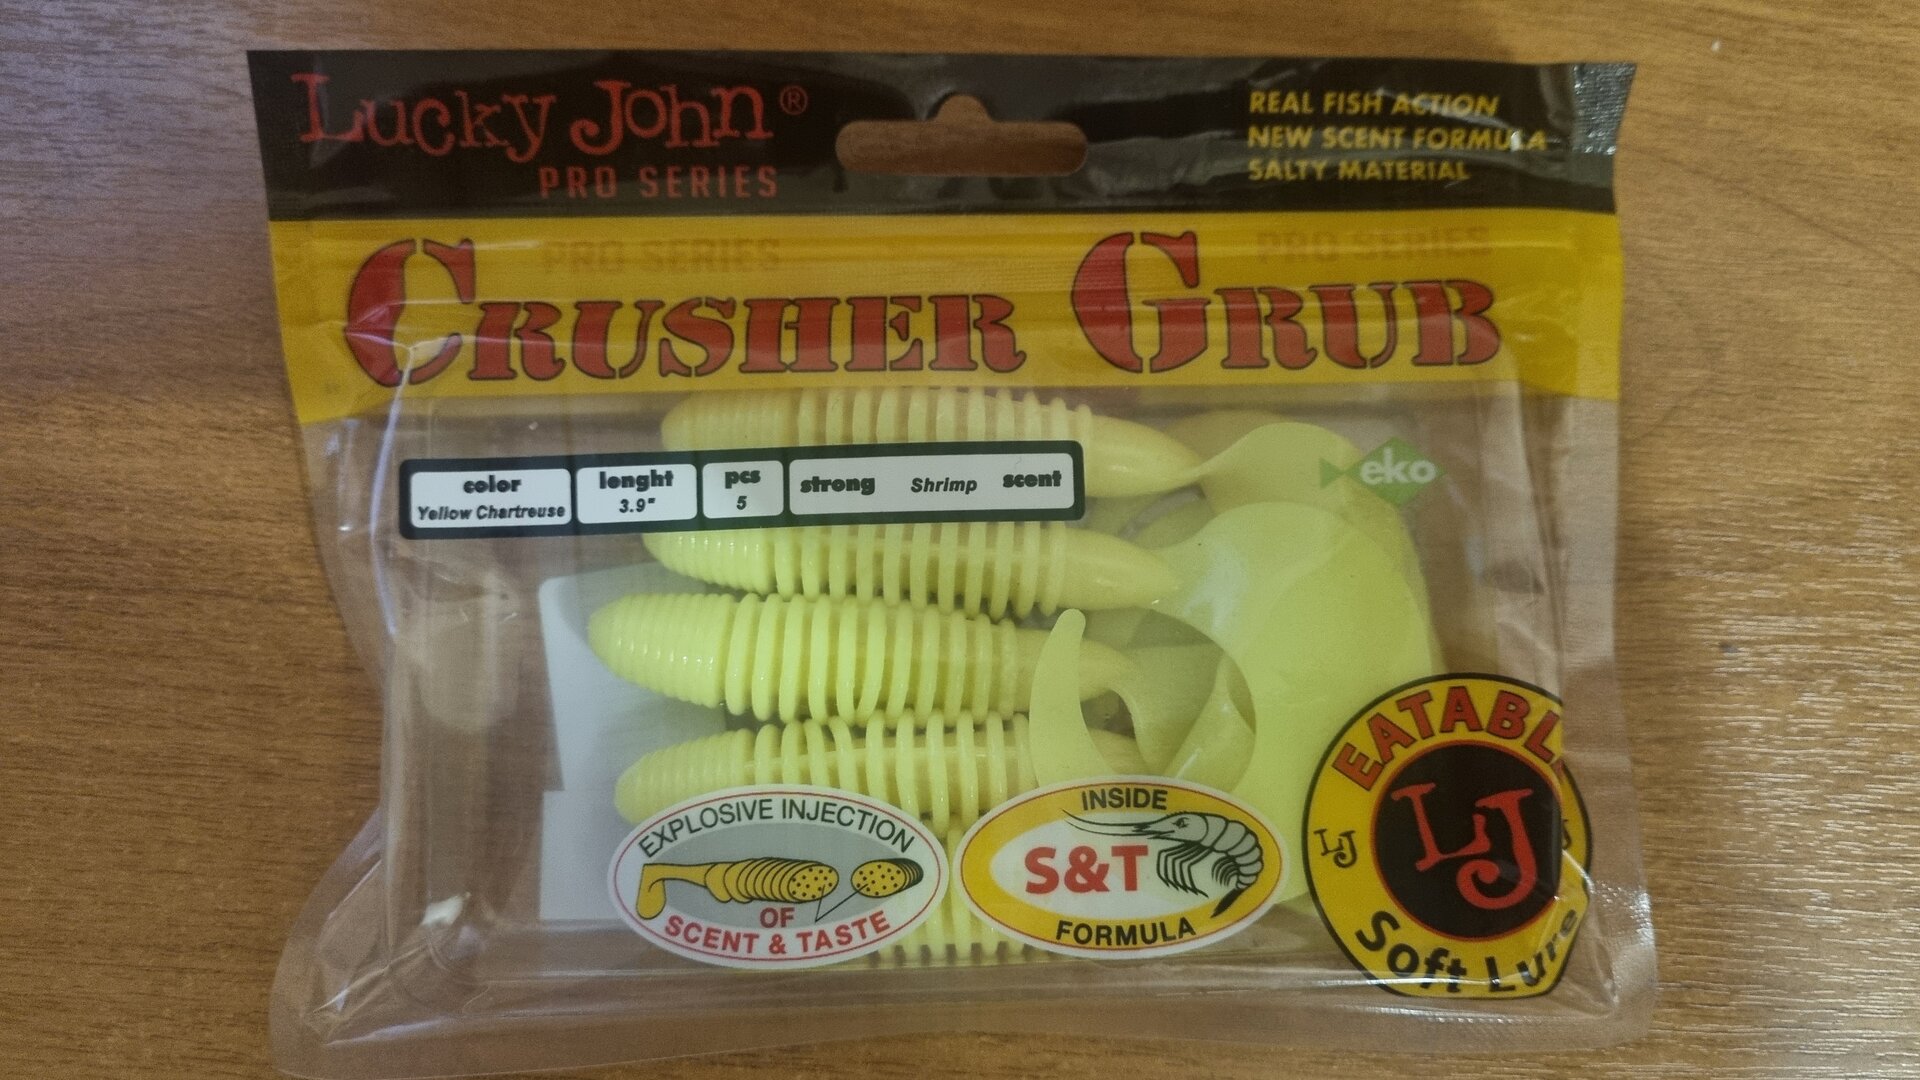 Lucky John®
PRO SERIES
REAL FISH ACTION
NEW SCENT FORMULA
SALTY MATERIAL
PRO SERIES
PRO SERIES
CRUSHER GRUB
color
Yellow Chartreuse
lenght
3.9"
pcs
5
strong Shrimp scent
eko
EXPLOSIVE INJECTION
OF
SCENT & TASTE
INSIDE
S&T
FORMULA
EATABL
LJ
LJ
Soft Lure